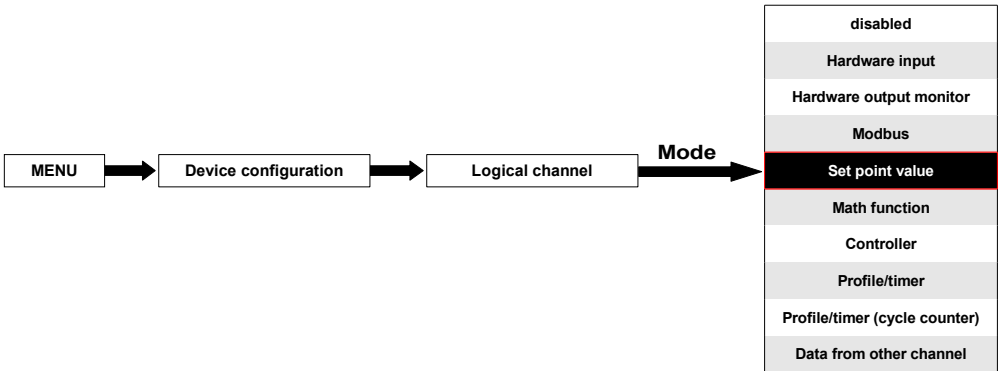 MENU
Device configuration
Logical channel
Mode
disabled
Hardware input
Hardware output monitor
Modbus
Set point value
Math function
Controller
Profile/timer
Profile/timer (cycle counter)
Data from other channel